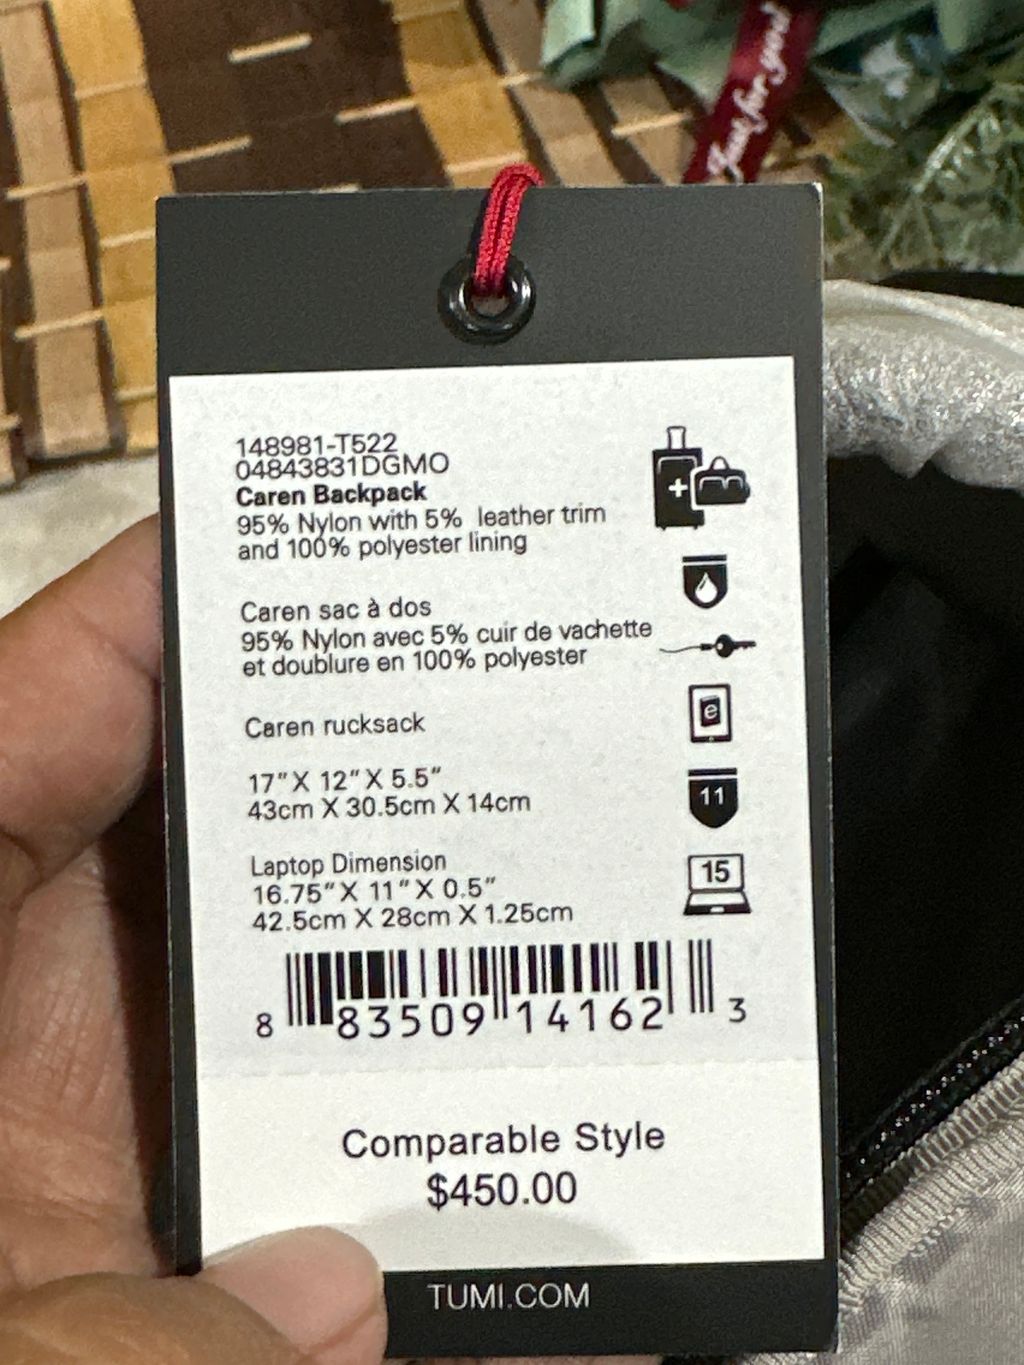 Just for you!
148981-T522
04843831DGMO
Caren Backpack
95% Nylon with 5% leather trim
and 100% polyester lining
Caren sac à dos
95% Nylon avec 5% cuir de vachette
et doublure en 100% polyester
e
Caren rucksack
17" X 12" X 5.5"
43cm X 30.5cm X 14cm
11
Laptop Dimension
16.75" X 11" X 0.5"
42.5cm X 28cm X 1.25cm
15
8 83509 14162 3
Comparable Style
$450.00
TUMI.COM